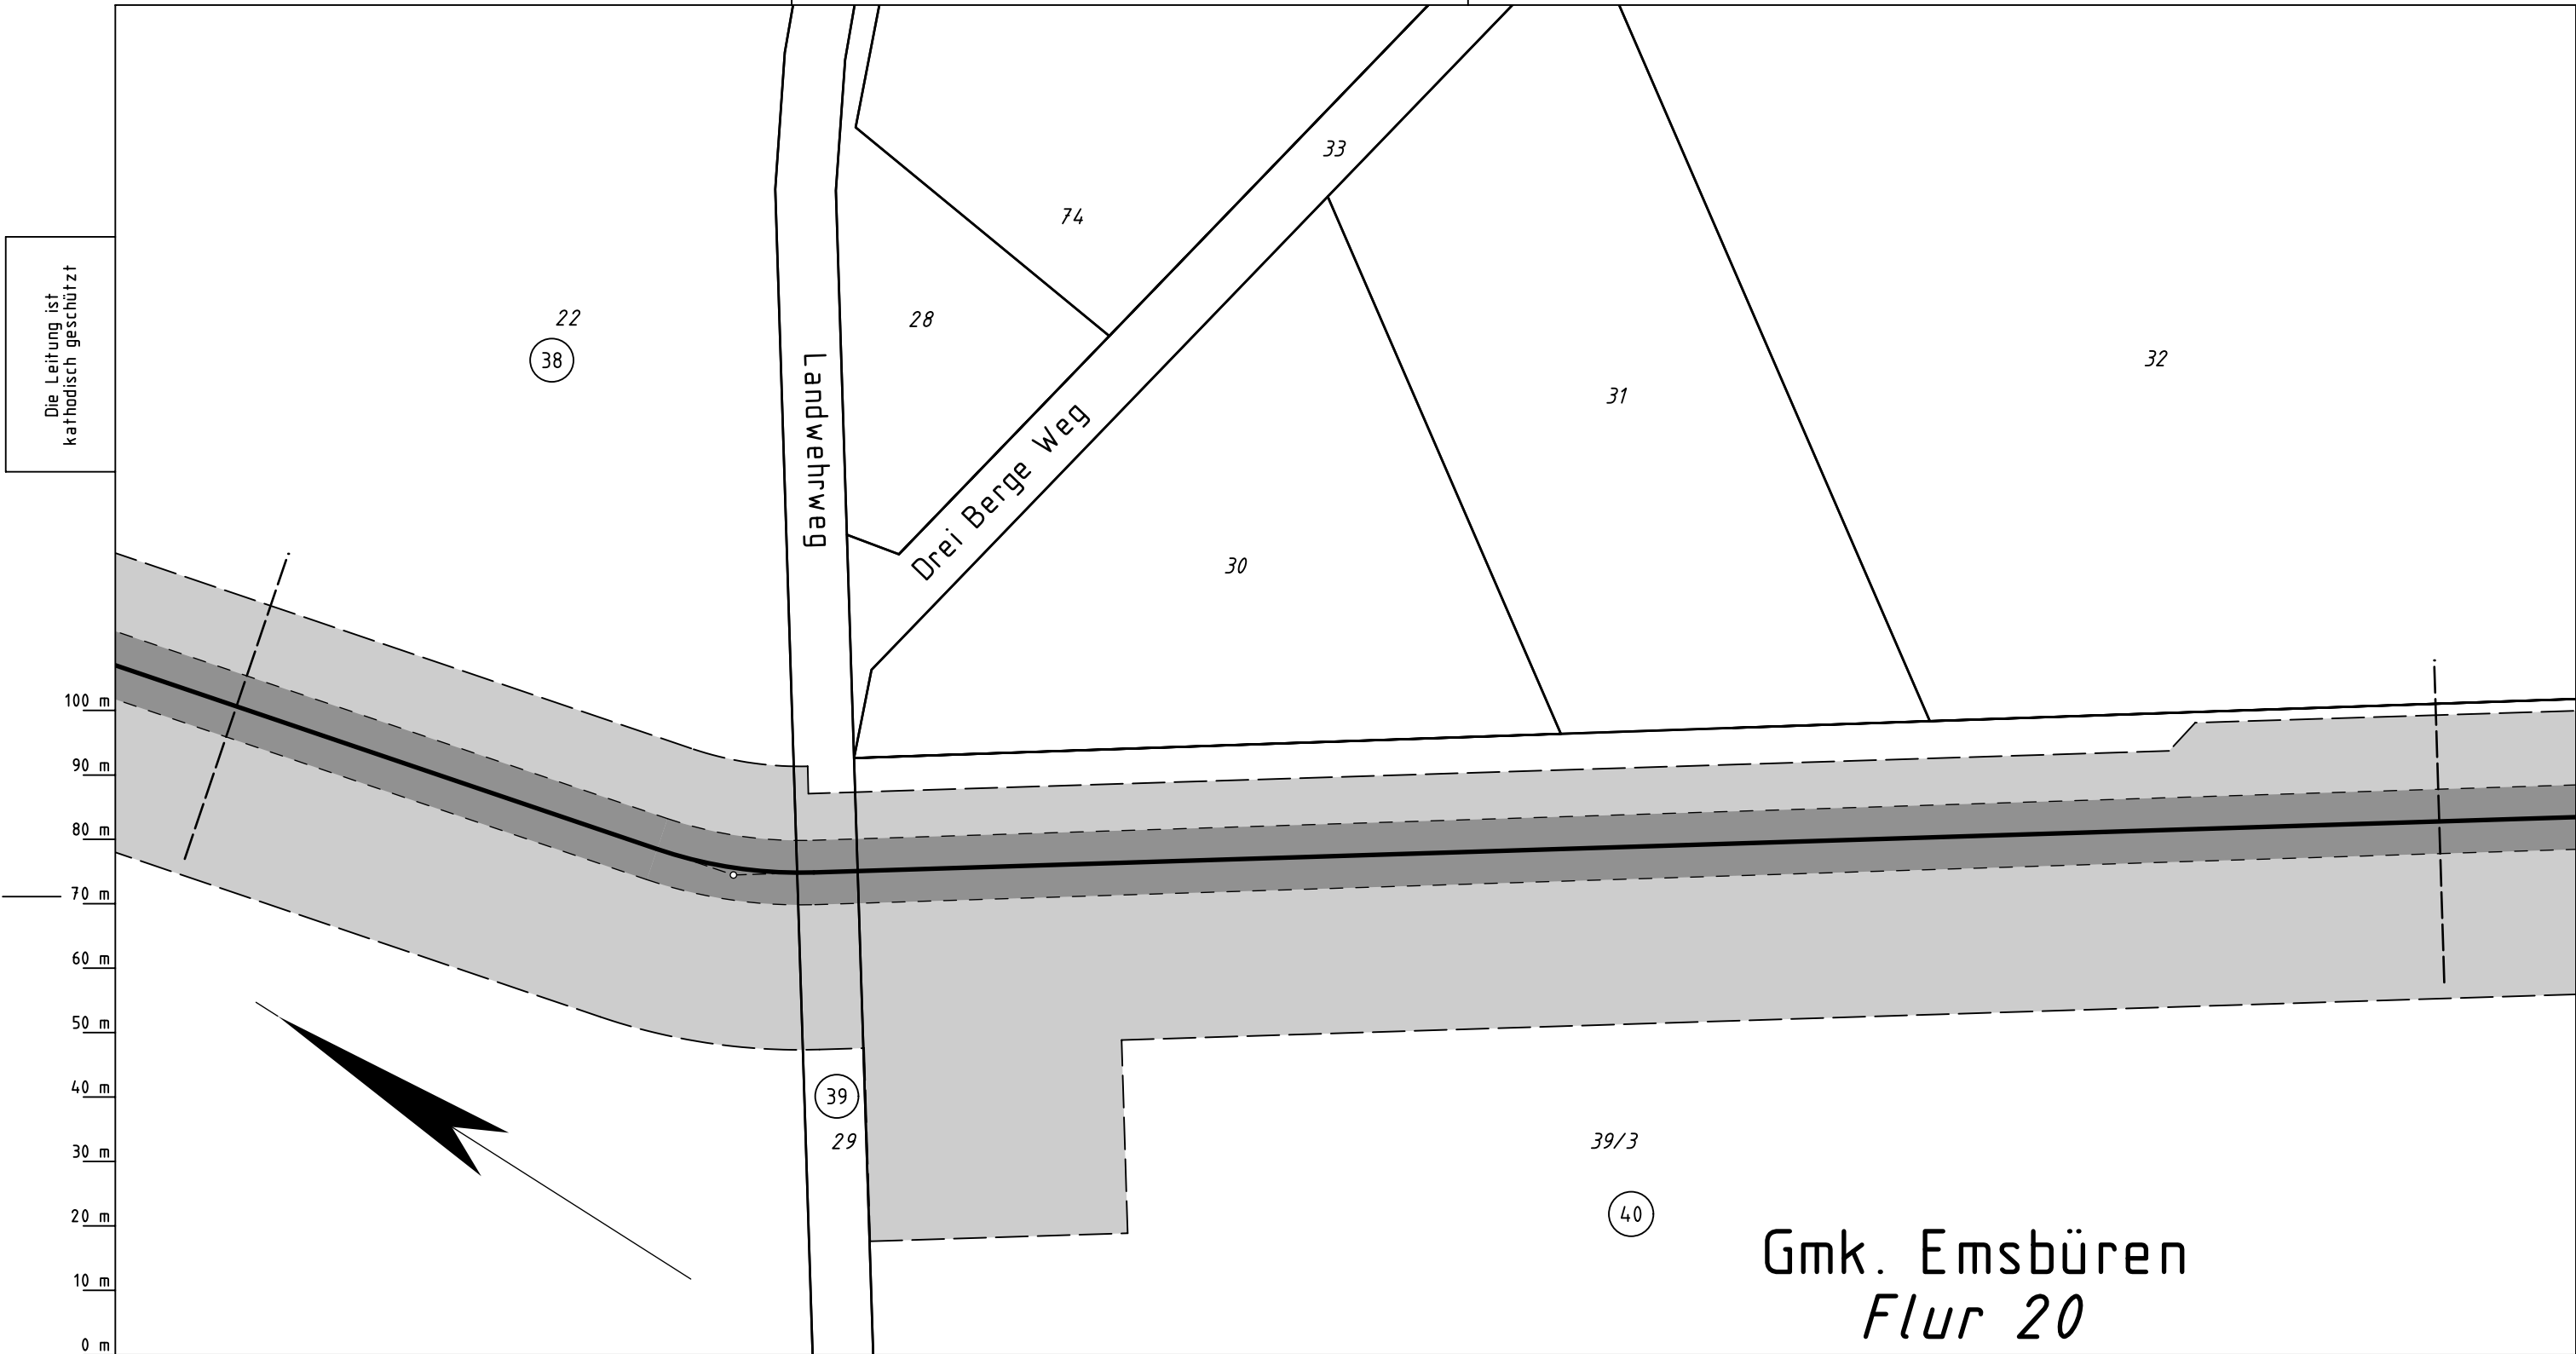 33
74
22
38
28
Landwehrweg
Die Leitung ist
kathodisch geschützt
32
31
Drei Berge Weg
30
100 m
90 m
80 m
70 m
60 m
50 m
40 m
30 m
20 m
10 m
0 m
39
29
39/3
40
Gmk. Emsbüren
Flur 20